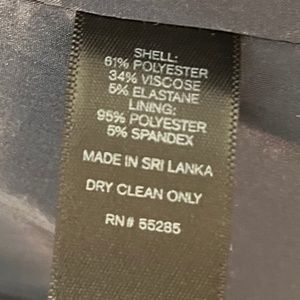 SHELL:
61% POLYESTER
34% VISCOSE
5% ELASTANE
LINING:
95% POLYESTER
5% SPANDEX
MADE IN SRI LANKA
DRY CLEAN ONLY
RN# 55285